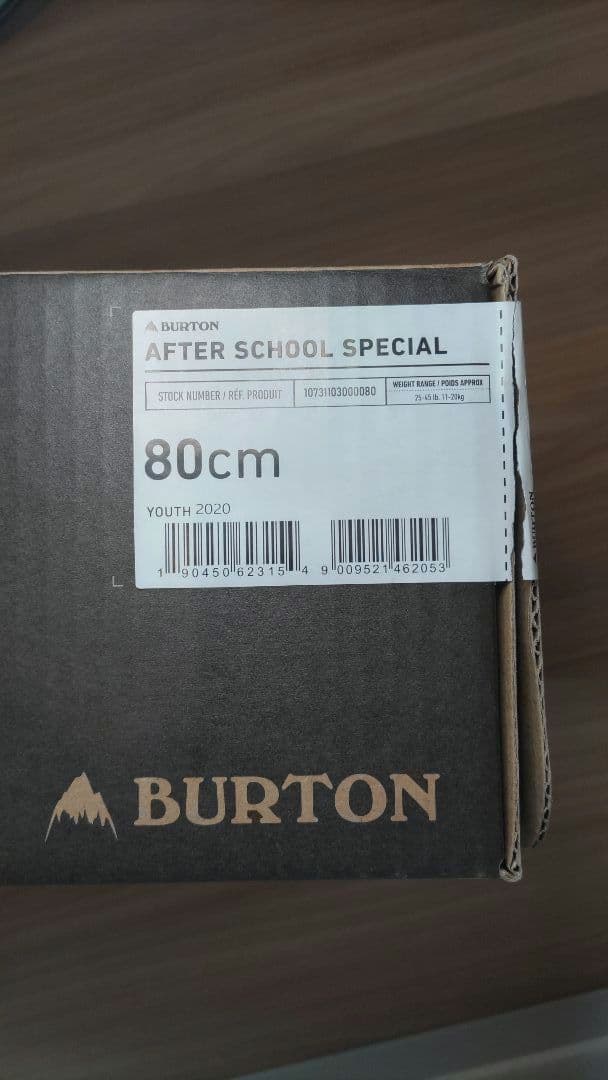 BURTON
AFTER SCHOOL SPECIAL
STOCK NUMBER / RÉF. PRODUIT 10731103000080 WEIGHT RANGE / POIDS APPROX
25-45 lb. 11-20kg
80cm
YOUTH 2020
1 90450 62315 4 9 009521 462053
BURTON
BURTON